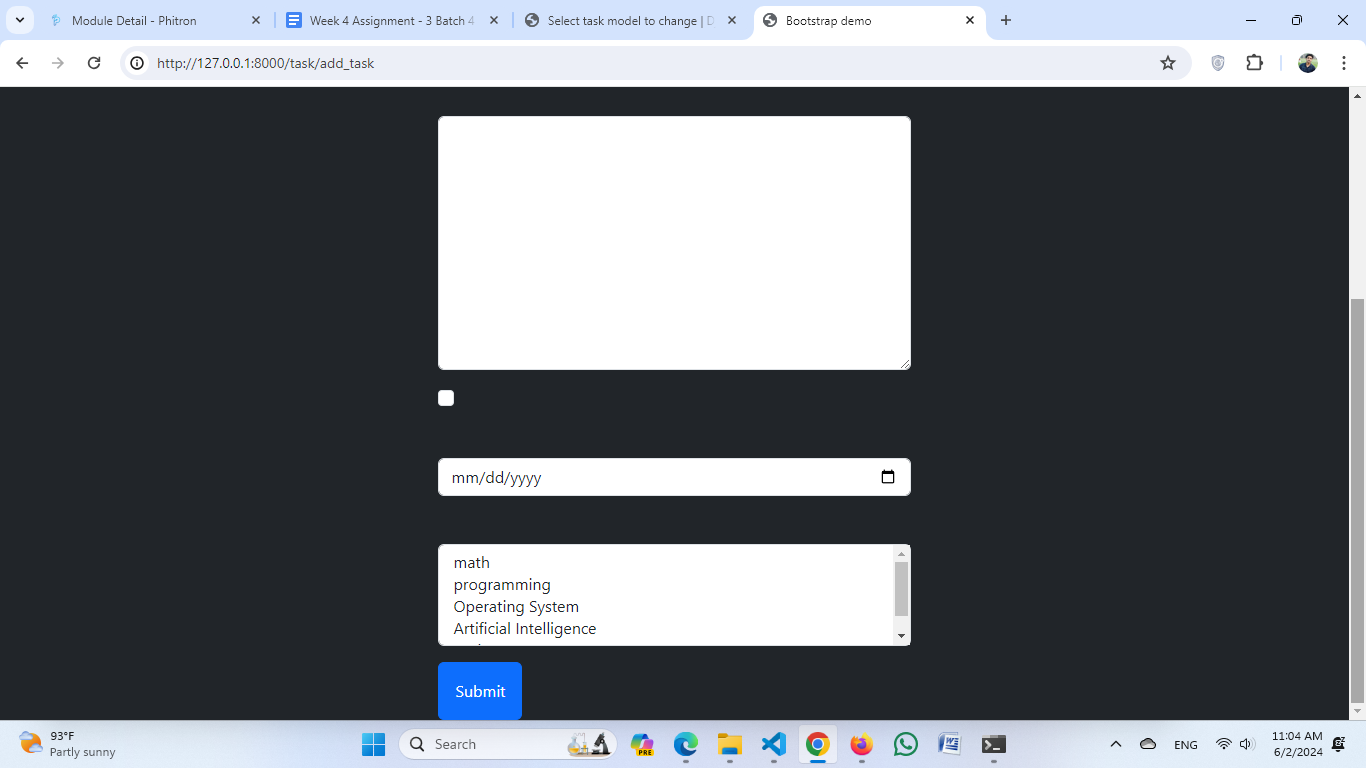 Module Detail - Phitron
Week 4 Assignment - 3 Batch 4
Select task model to change | D
Bootstrap demo
http://127.0.0.1:8000/task/add_task
mm/dd/yyyy
math
programming
Operating System
Artificial Intelligence
Submit
93°F
Partly sunny
Search
PRE
W
ENG
11:04 AM
6/2/2024